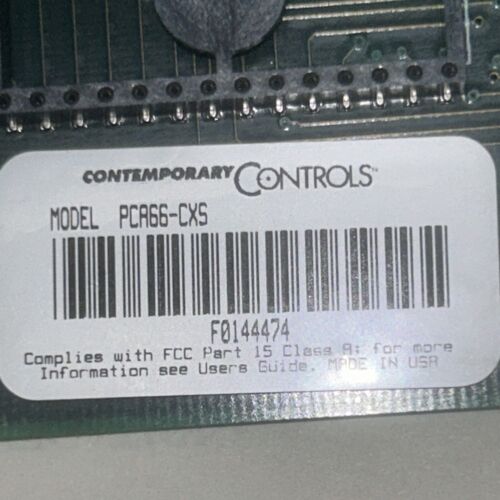 CONTEMPORARY CONTROLS™
MODEL PCA66-CXS
F0144474
Complies with FCC Part 15 Class A; for more
Information see Users Guide. MADE IN USA